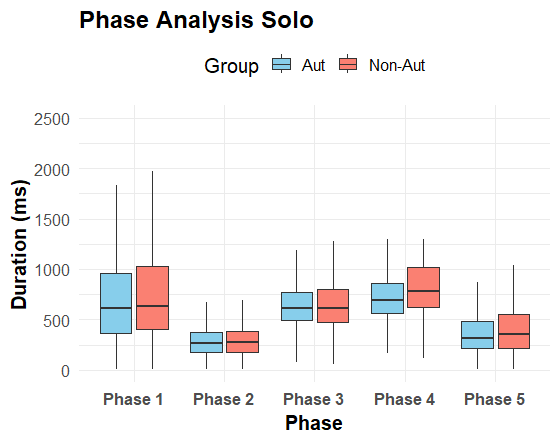 Phase Analysis Solo
Group Aut Non-Aut
Duration (ms)
2500
2000
1500
1000
500
0
Phase 1 Phase 2 Phase 3 Phase 4 Phase 5
Phase